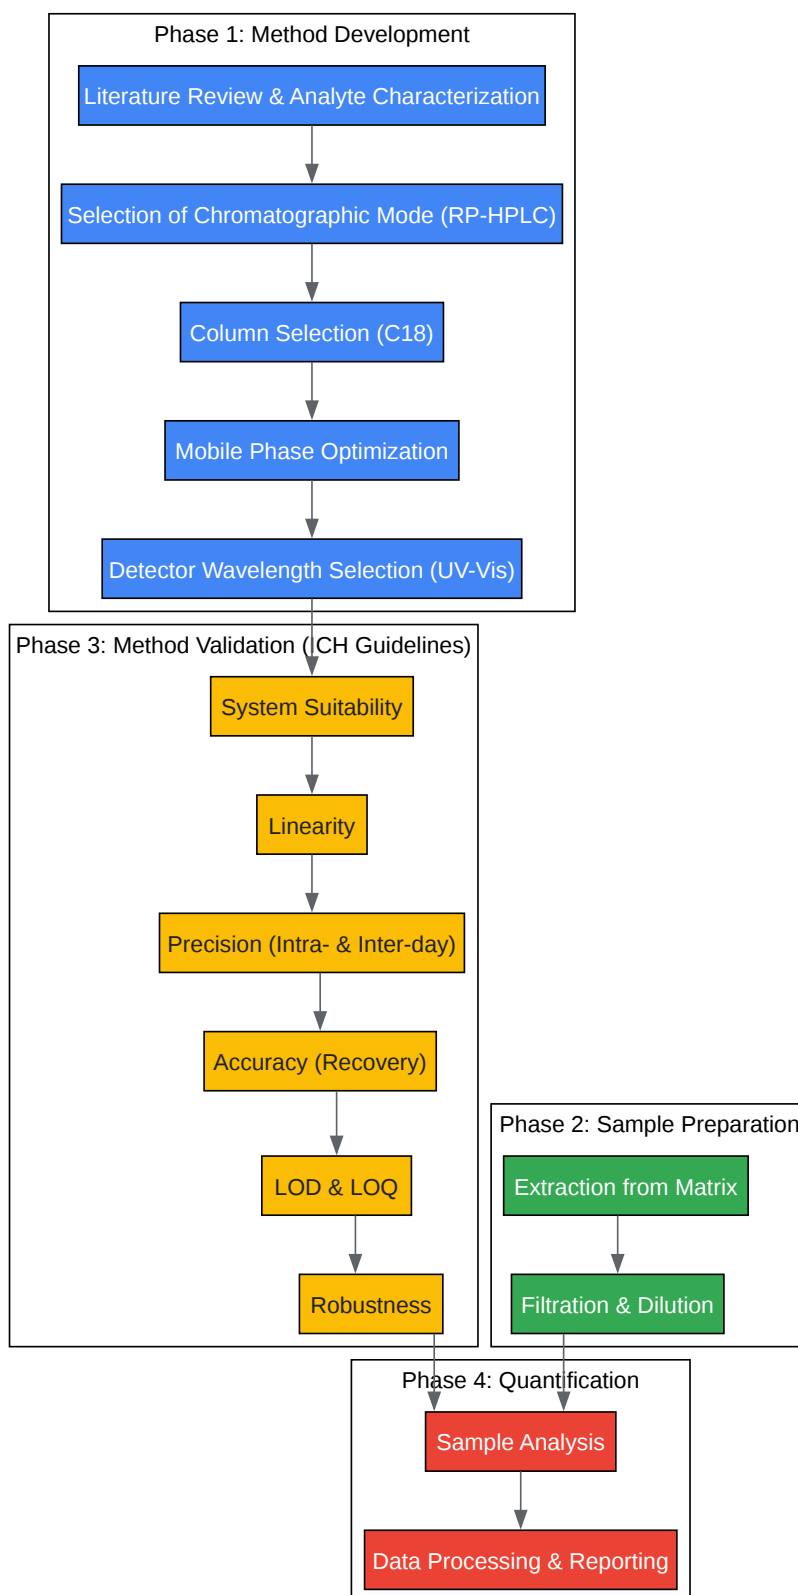 Phase 1: Method Development
Literature Review & Analyte Characterization
Selection of Chromatographic Mode (RP-HPLC)
Column Selection (C18)
Mobile Phase Optimization
Detector Wavelength Selection (UV-Vis)
Phase 3: Method Validation (ICH Guidelines)
System Suitability
Linearity
Precision (Intra- & Inter-day)
Accuracy (Recovery)
LOD & LOQ
Robustness
Phase 2: Sample Preparation
Extraction from Matrix
Filtration & Dilution
Phase 4: Quantification
Sample Analysis
Data Processing & Reporting